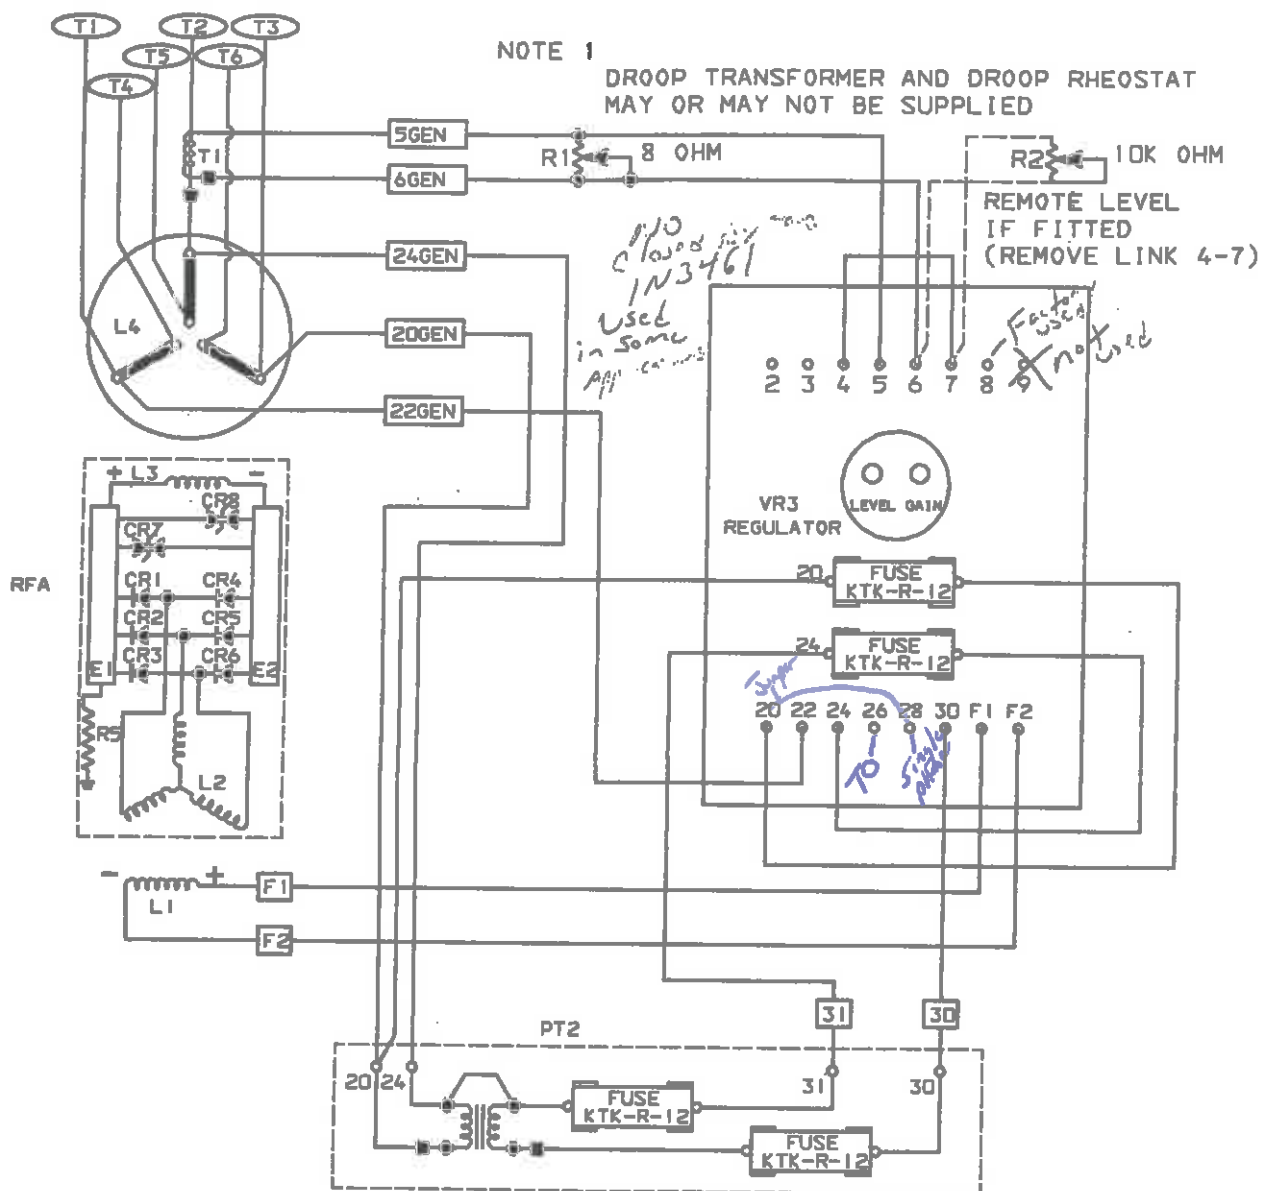 T1
T2
T3
T5
T6
T4
NOTE 1
DROOP TRANSFORMER AND DROOP RHEOSTAT
MAY OR MAY NOT BE SUPPLIED
5GEN
T1
R1
8 OHM
R2
10K OHM
6GEN
REMOTE LEVEL
IF FITTED
(REMOVE LINK 4-7)
24GEN
NO
Closed
1N3461
Used
in some
L4
20GEN
22GEN
Factory
used
not used
2 3 4 5 6 7 8 9
+ L3 -
CR8
CR7
RFA
CR1 CR4
CR2 CR5
CR3 CR6
E1 E2
R5
L2
VR3
REGULATOR
LEVEL GAIN
20 FUSE
KTK-R-12
24 FUSE
KTK-R-12
Jumper
20 22 24 26 28 30 F1 F2
TO
Single
phase
- +
L1
F1
F2
31
30
PT2
20 24
31
30
FUSE
KTK-R-12
FUSE
KTK-R-12